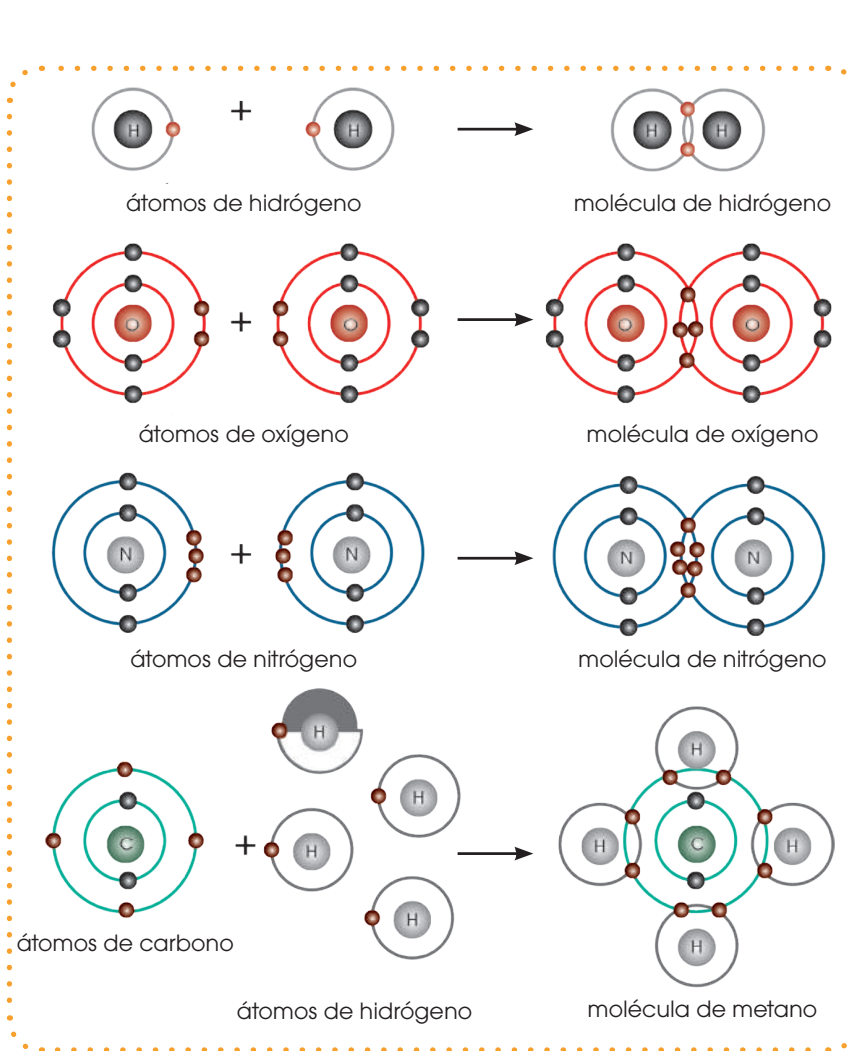 H + H H H
átomos de hidrógeno molécula de hidrógeno
O + O O O
átomos de oxígeno molécula de oxígeno
N + N N N
átomos de nitrógeno molécula de nitrógeno
H
H
H
C + H H C H
H
H
átomos de carbono
átomos de hidrógeno molécula de metano